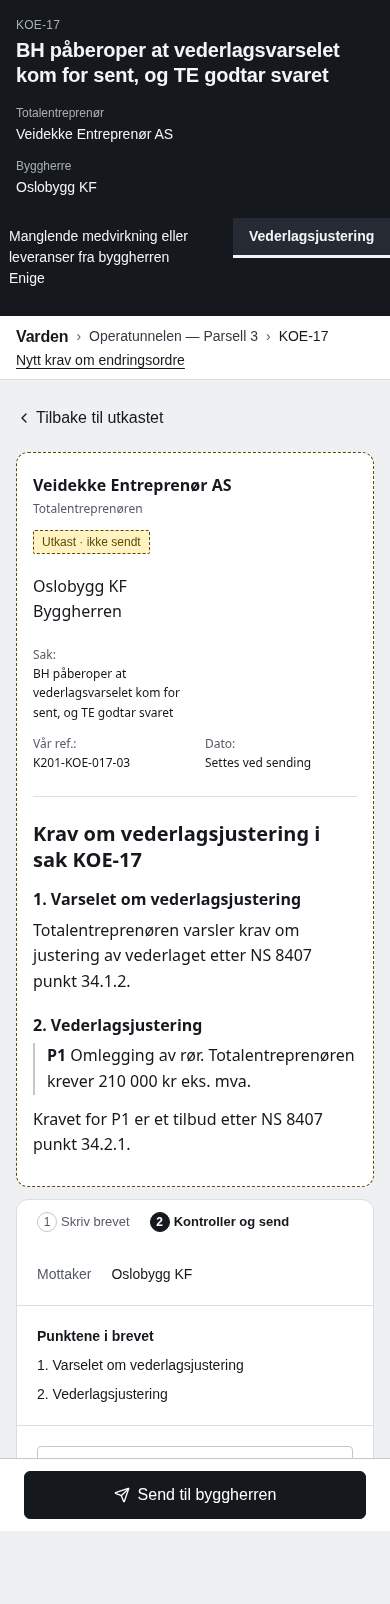 KOE-17
BH påberoper at vederlagsvarselet
kom for sent, og TE godtar svaret
Totalentreprenør
Veidekke Entreprenør AS
Byggherre
Oslobygg KF
Manglende medvirkning eller
leveranser fra byggherren
Enige
Vederlagsjustering
Varden › Operatunnelen — Parsell 3 › KOE-17
Nytt krav om endringsordre
Tilbake til utkastet
Veidekke Entreprenør AS
Totalentreprenøren
Utkast · ikke sendt
Oslobygg KF
Byggherren
Sak:
BH påberoper at
vederlagsvarselet kom for
sent, og TE godtar svaret
Vår ref.: Dato:
K201-KOE-017-03 Settes ved sending
Krav om vederlagsjustering i
sak KOE-17
1. Varselet om vederlagsjustering
Totalentreprenøren varsler krav om
justering av vederlaget etter NS 8407
punkt 34.1.2.
2. Vederlagsjustering
P1 Omlegging av rør. Totalentreprenøren
krever 210 000 kr eks. mva.
Kravet for P1 er et tilbud etter NS 8407
punkt 34.2.1.
1 Skriv brevet 2 Kontroller og send
Mottaker Oslobygg KF
Punktene i brevet
1. Varselet om vederlagsjustering
2. Vederlagsjustering
Send til byggherren